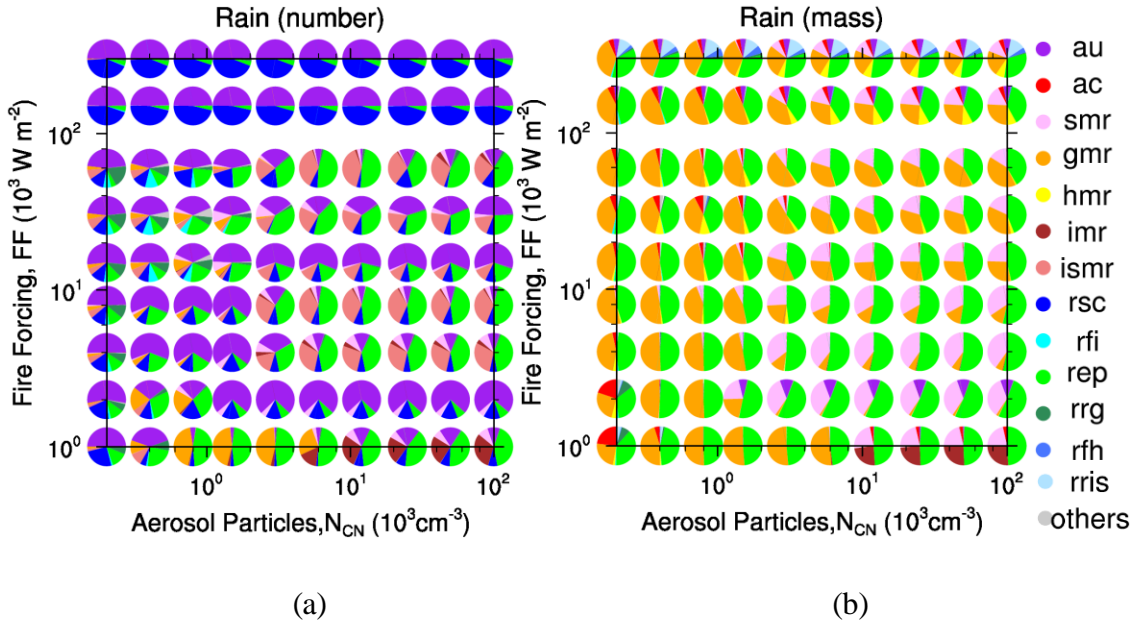 Rain (number)
Rain (mass)
Fire Forcing, FF (10³ W m⁻²)
10²
10¹
10⁰
10⁰
10¹
10²
Aerosol Particles,N_CN (10³cm⁻³)
Fire Forcing, FF (10³ W m⁻²)
10²
10¹
10⁰
10⁰
10¹
10²
Aerosol Particles,N_CN (10³cm⁻³)
au
ac
smr
gmr
hmr
imr
ismr
rsc
rfi
rep
rrg
rfh
rris
others
(a)
(b)